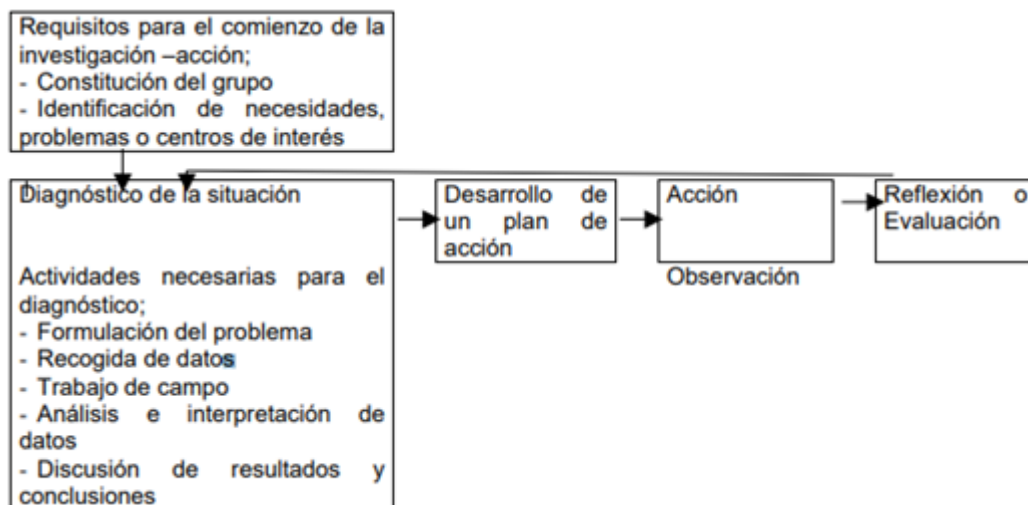 Requisitos para el comienzo de la
investigación –acción;
- Constitución del grupo
- Identificación de necesidades,
problemas o centros de interés
Diagnóstico de la situación
Actividades necesarias para el
diagnóstico;
- Formulación del problema
- Recogida de datos
- Trabajo de campo
- Análisis e interpretación de
datos
- Discusión de resultados y
conclusiones
Desarrollo de
un plan de
acción
Acción
Observación
Reflexión o
Evaluación